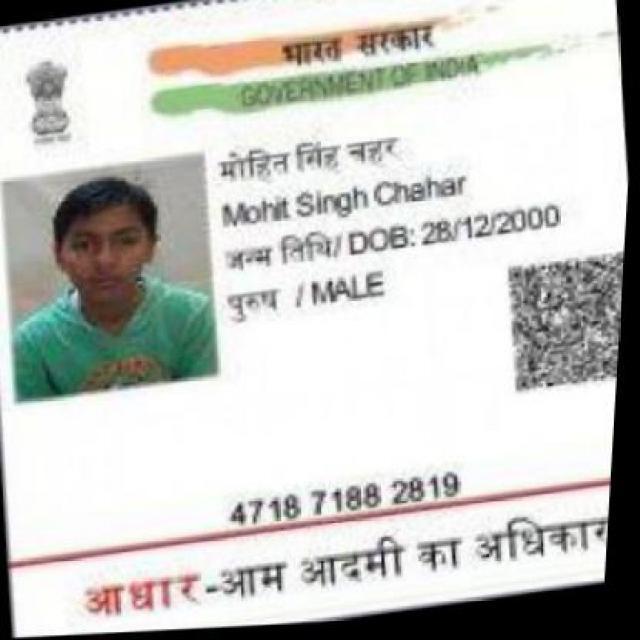 भारत सरकार
GOVERNMENT OF INDIA
मोहित सिंह चहर
Mohit Singh Chahar
जन्म तिथि/ DOB: 28/12/2000
पुरुष / MALE
4718 7188 2819
आधार-आम आदमी का अधिकार